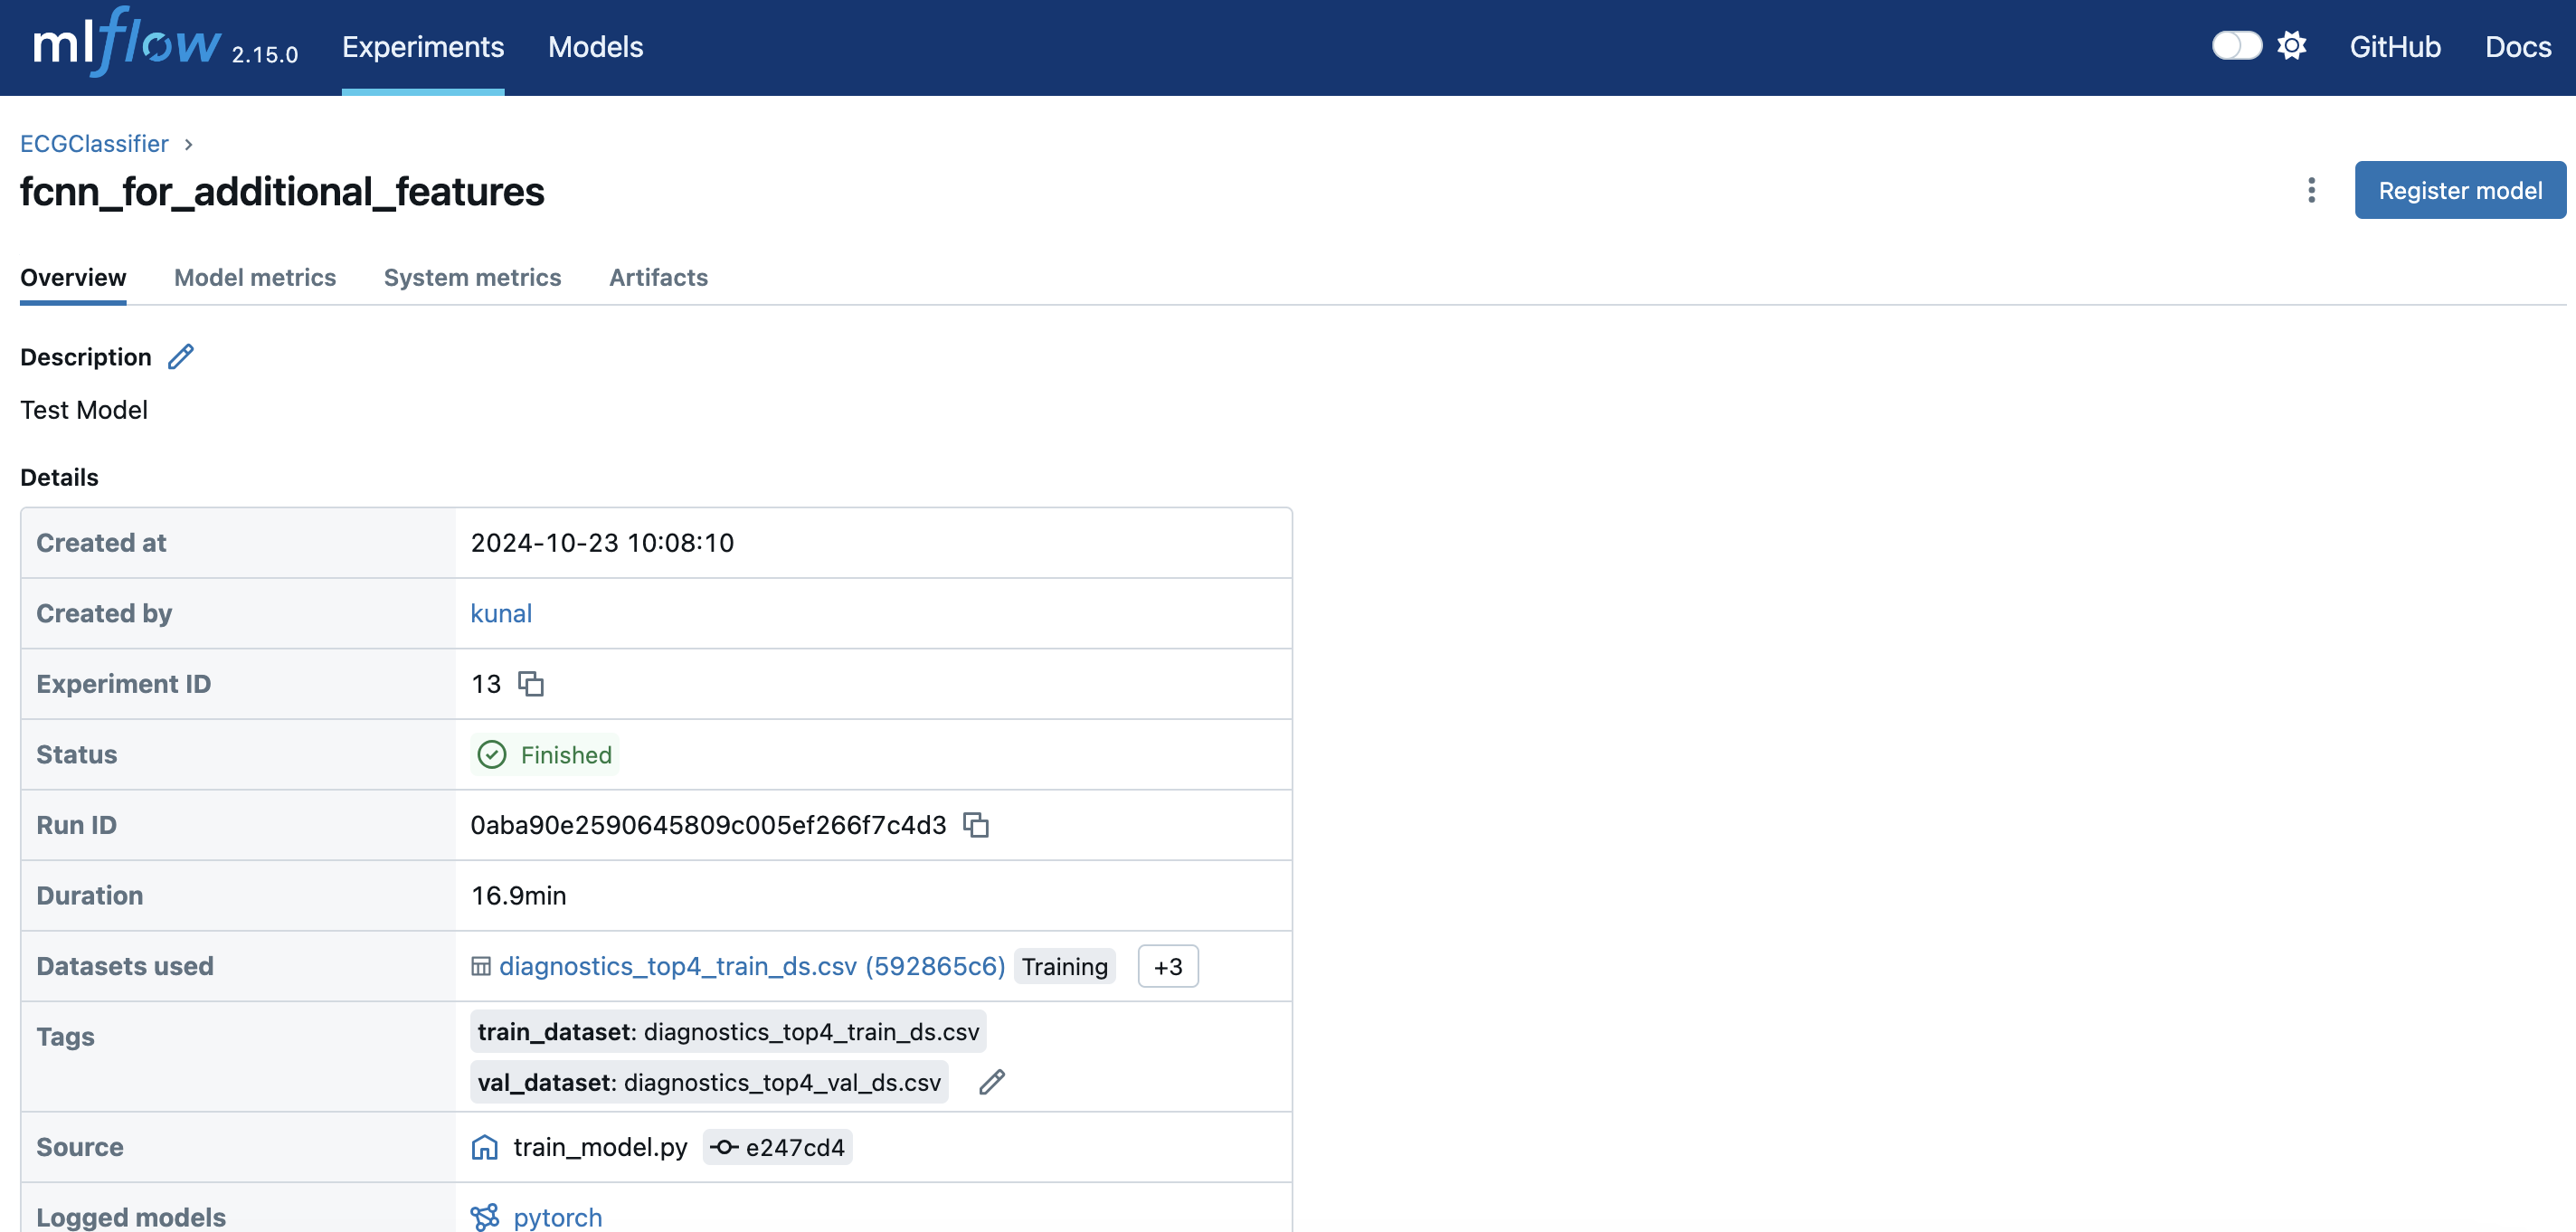 mlflow 2.15.0 Experiments Models GitHub Docs
ECGClassifier
fcnn_for_additional_features
Register model
Overview Model metrics System metrics Artifacts
Description
Test Model
Details
Created at 2024-10-23 10:08:10
Created by kunal
Experiment ID 13
Status Finished
Run ID 0aba90e2590645809c005ef266f7c4d3
Duration 16.9min
Datasets used diagnostics_top4_train_ds.csv (592865c6) Training +3
Tags train_dataset: diagnostics_top4_train_ds.csv
val_dataset: diagnostics_top4_val_ds.csv
Source train_model.py e247cd4
Logged models pytorch